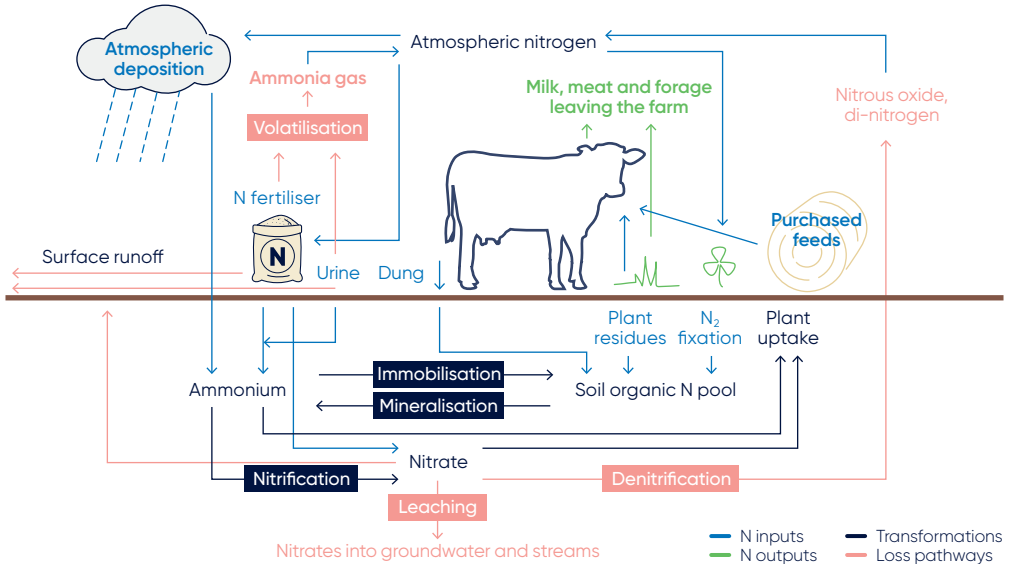 Atmospheric
deposition
Atmospheric nitrogen
Ammonia gas
Milk, meat and forage
leaving the farm
Nitrous oxide,
di-nitrogen
Volatilisation
N fertiliser
Purchased
feeds
N
Surface runoff
Urine
Dung
Plant
residues
N₂
fixation
Plant
uptake
Immobilisation
Ammonium
Soil organic N pool
Mineralisation
Nitrate
Nitrification
Denitrification
Leaching
Nitrates into groundwater and streams
N inputs
Transformations
N outputs
Loss pathways